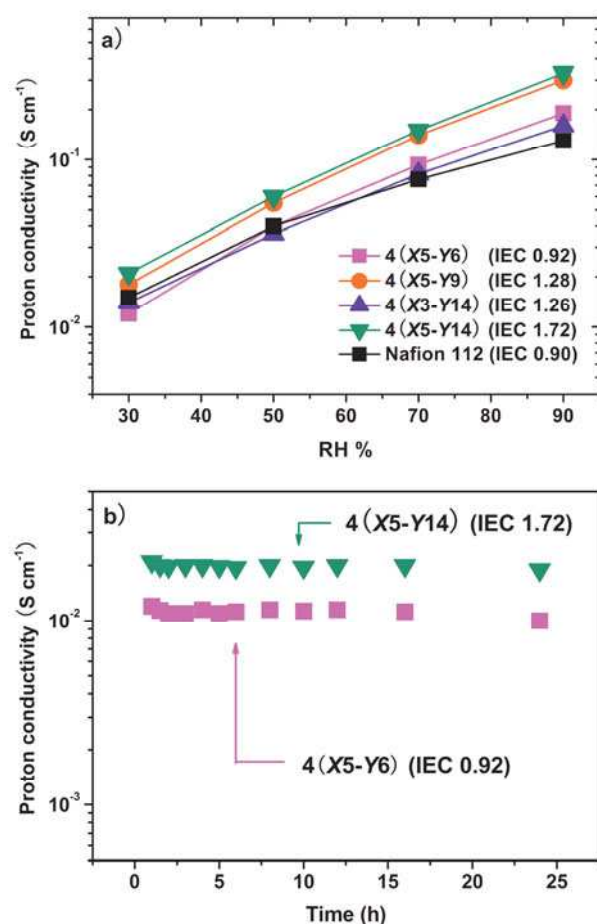 a)
Proton conductivity (S cm⁻¹)
10⁻¹
10⁻²
4(X5-Y6) (IEC 0.92)
4(X5-Y9) (IEC 1.28)
4(X3-Y14) (IEC 1.26)
4(X5-Y14) (IEC 1.72)
Nafion 112 (IEC 0.90)
30 40 50 60 70 80 90
RH %
b)
Proton conductivity (S cm⁻¹)
4(X5-Y14) (IEC 1.72)
10⁻²
4(X5-Y6) (IEC 0.92)
10⁻³
0 5 10 15 20 25
Time (h)